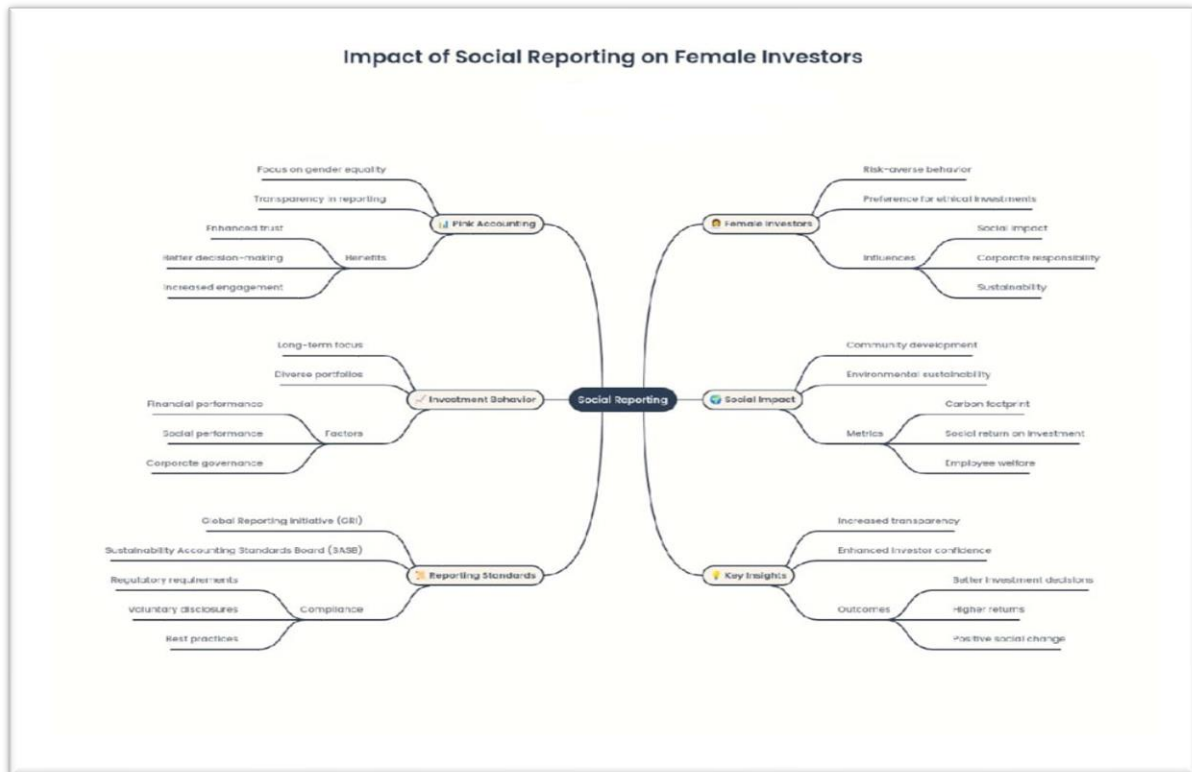 Impact of Social Reporting on Female Investors
Focus on gender equality
Transparency in reporting
Pink Accounting
Enhanced trust
Better decision-making
Benefits
Increased engagement
Long-term focus
Diverse portfolios
Investment Behavior
Financial performance
Social performance
Factors
Corporate governance
Global Reporting Initiative (GRI)
Sustainability Accounting Standards Board (SASB)
Reporting Standards
Regulatory requirements
Voluntary disclosures
Compliance
Best practices
Social Reporting
Risk-averse behavior
Preference for ethical investments
Female Investors
Social impact
Influences
Corporate responsibility
Sustainability
Community development
Environmental sustainability
Social Impact
Carbon footprint
Metrics
Social return on investment
Employee welfare
Increased transparency
Enhanced investor confidence
Key Insights
Better investment decisions
Outcomes
Higher returns
Positive social change